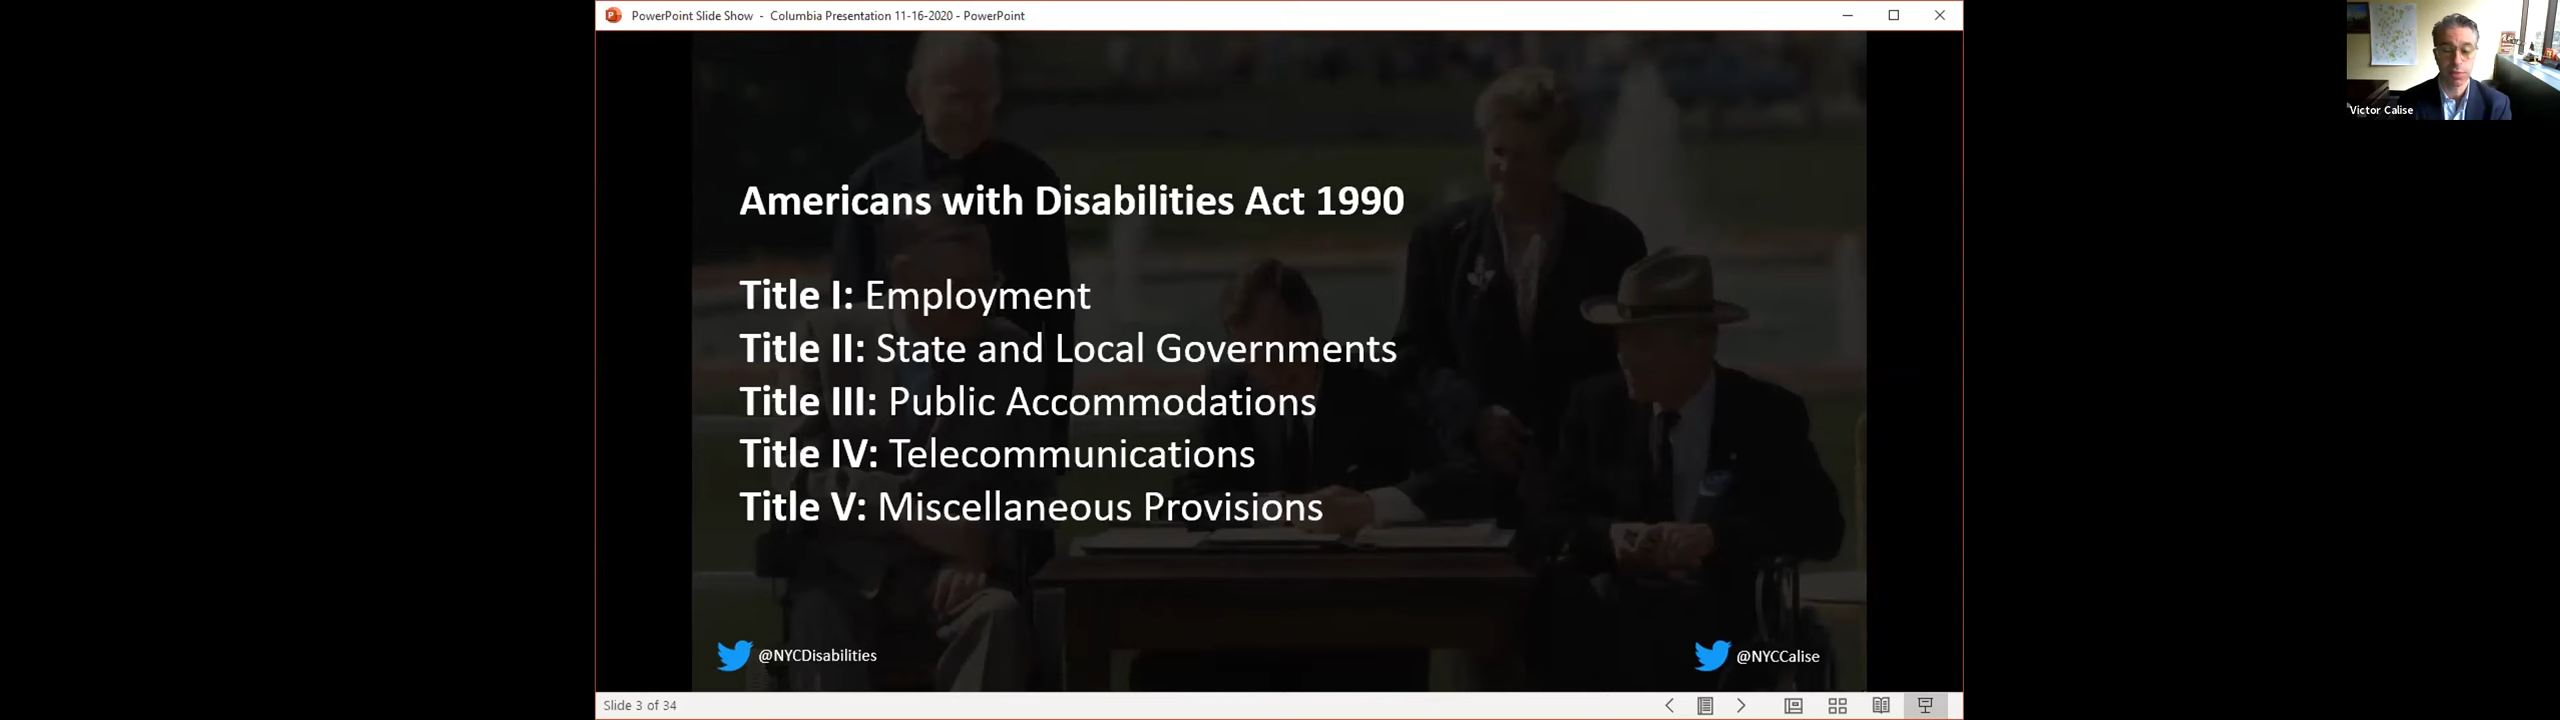 PowerPoint Slide Show - Columbia Presentation 11-16-2020 - PowerPoint
Victor Calise
Americans with Disabilities Act 1990
Title I: Employment
Title II: State and Local Governments
Title III: Public Accommodations
Title IV: Telecommunications
Title V: Miscellaneous Provisions
@NYCDisabilities
@NYCCalise
Slide 3 of 34